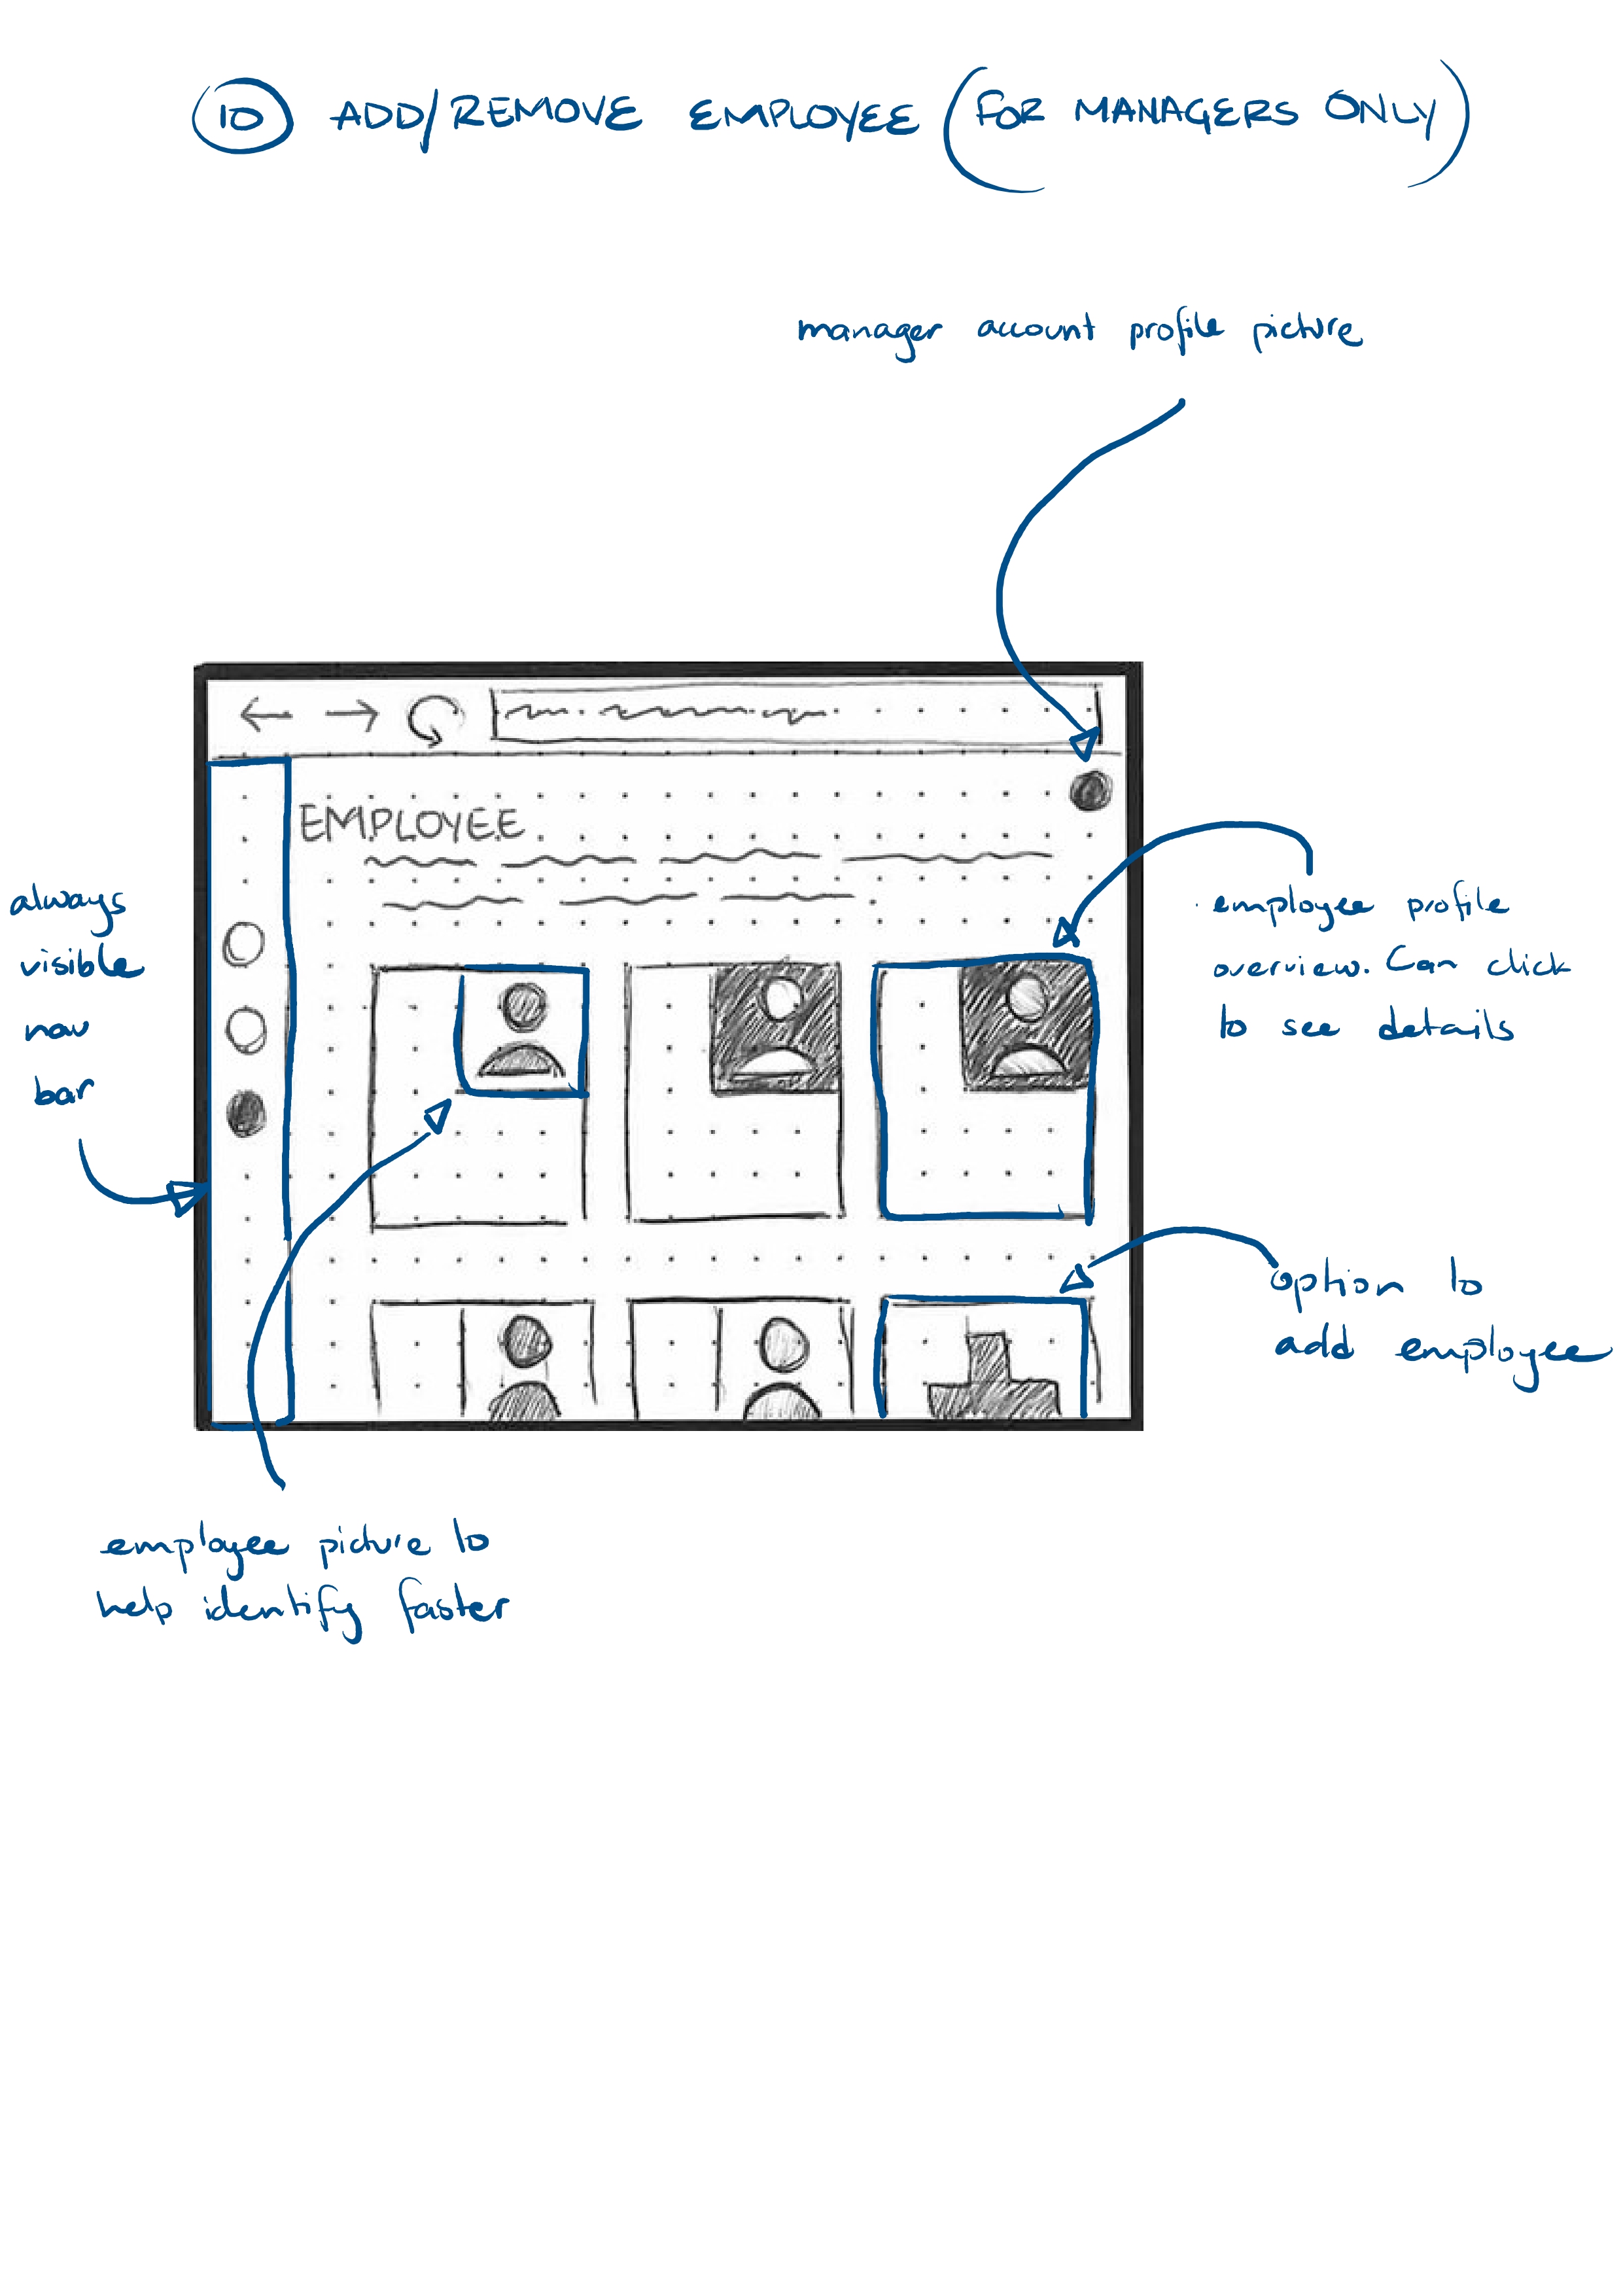 10 ADD/REMOVE EMPLOYEE (FOR MANAGERS ONLY)
manager account profile picture
EMPLOYEE
always
visible
nav
bar
employee profile
overview. Can click
to see details
option to
add employee
employee picture to
help identify faster